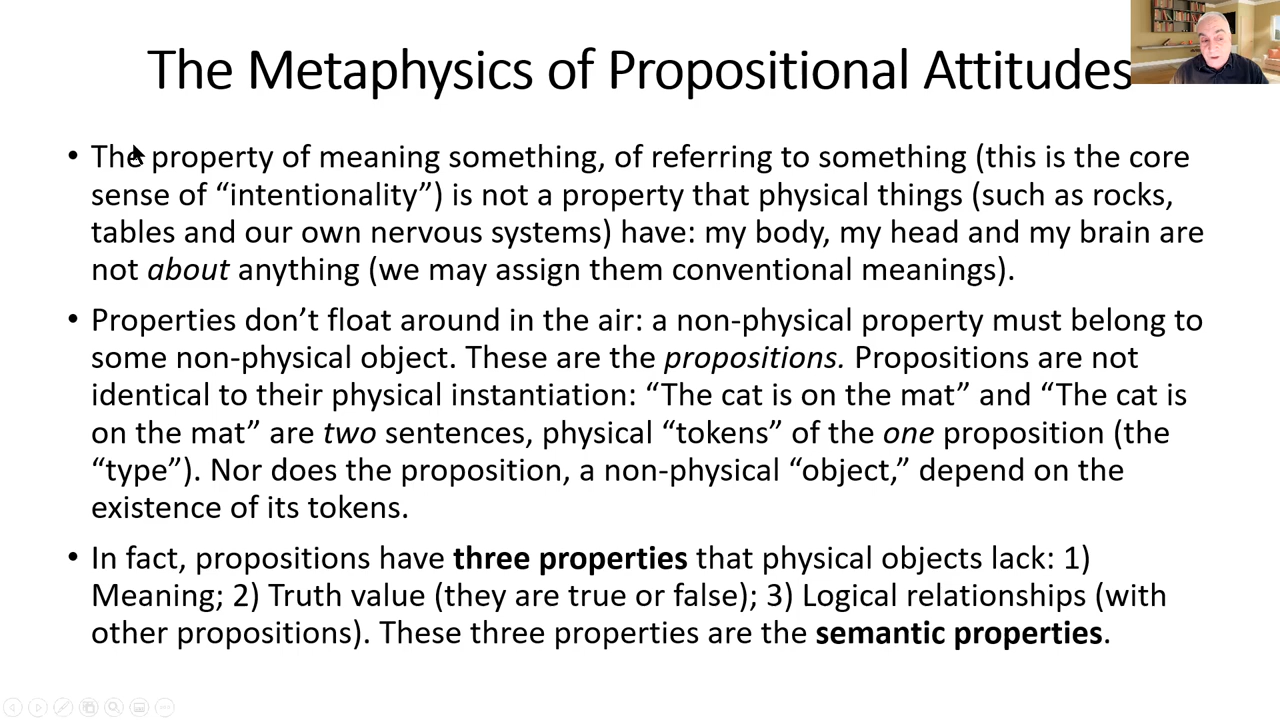 The Metaphysics of Propositional Attitudes
• The property of meaning something, of referring to something (this is the core
sense of “intentionality”) is not a property that physical things (such as rocks,
tables and our own nervous systems) have: my body, my head and my brain are
not about anything (we may assign them conventional meanings).
• Properties don’t float around in the air: a non-physical property must belong to
some non-physical object. These are the propositions. Propositions are not
identical to their physical instantiation: “The cat is on the mat” and “The cat is
on the mat” are two sentences, physical “tokens” of the one proposition (the
“type”). Nor does the proposition, a non-physical “object,” depend on the
existence of its tokens.
• In fact, propositions have three properties that physical objects lack: 1)
Meaning; 2) Truth value (they are true or false); 3) Logical relationships (with
other propositions). These three properties are the semantic properties.